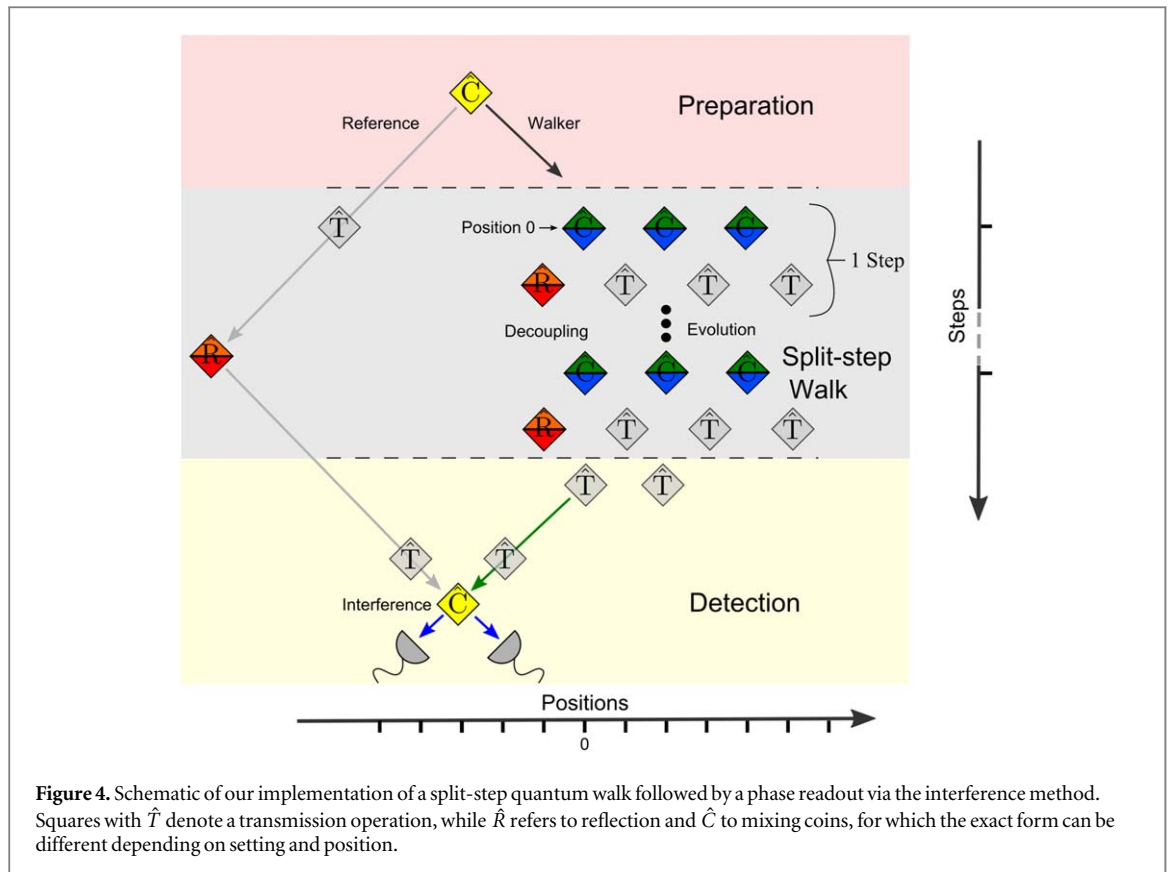 Ĉ
Preparation
Reference
Walker
T̂
Position 0
Ĉ Ĉ Ĉ
1 Step
R̂ T̂ T̂ T̂
Steps
Decoupling
Evolution
R̂
Ĉ Ĉ Ĉ
Split-step
Walk
R̂ T̂ T̂ T̂
T̂ T̂
T̂ T̂
Interference
Ĉ
Detection
Positions
0
Figure 4. Schematic of our implementation of a split-step quantum walk followed by a phase readout via the interference method.
Squares with T̂ denote a transmission operation, while R̂ refers to reflection and Ĉ to mixing coins, for which the exact form can be
different depending on setting and position.